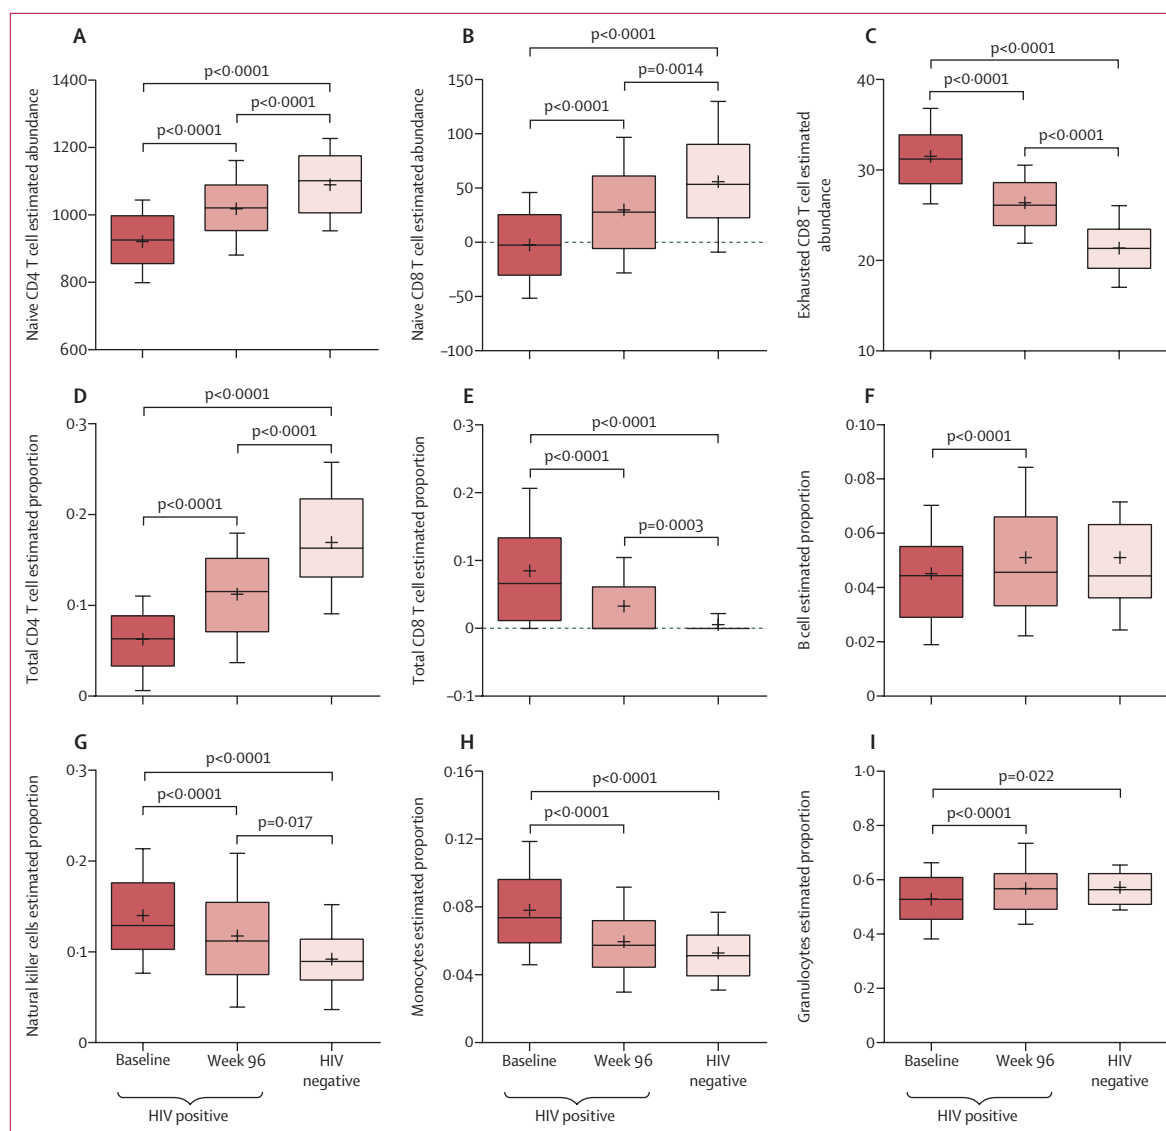 A
Naive CD4 T cell estimated abundance
1400
1200
1000
800
600
p<0·0001
p<0·0001
p<0·0001
B
Naive CD8 T cell estimated abundance
150
100
50
0
–50
–100
p<0·0001
p=0·0014
p<0·0001
C
Exhausted CD8 T cell estimated
abundance
40
30
20
10
p<0·0001
p<0·0001
p<0·0001
D
Total CD4 T cell estimated proportion
0·3
0·2
0·1
0
p<0·0001
p<0·0001
p<0·0001
E
Total CD8 T cell estimated proportion
0·3
0·2
0·1
0
–0·1
p<0·0001
p<0·0001
p=0·0003
F
B cell estimated proportion
0·10
0·08
0·06
0·04
0·02
0
p<0·0001
G
Natural killer cells estimated proportion
0·3
0·2
0·1
0
p<0·0001
p<0·0001
p=0·017
Baseline
Week 96
HIV
negative
HIV positive
H
Monocytes estimated proportion
0·16
0·12
0·08
0·04
0
p<0·0001
p<0·0001
Baseline
Week 96
HIV
negative
HIV positive
I
Granulocytes estimated proportion
1·0
0·8
0·6
0·4
0·2
0
p=0·022
p<0·0001
Baseline
Week 96
HIV
negative
HIV positive